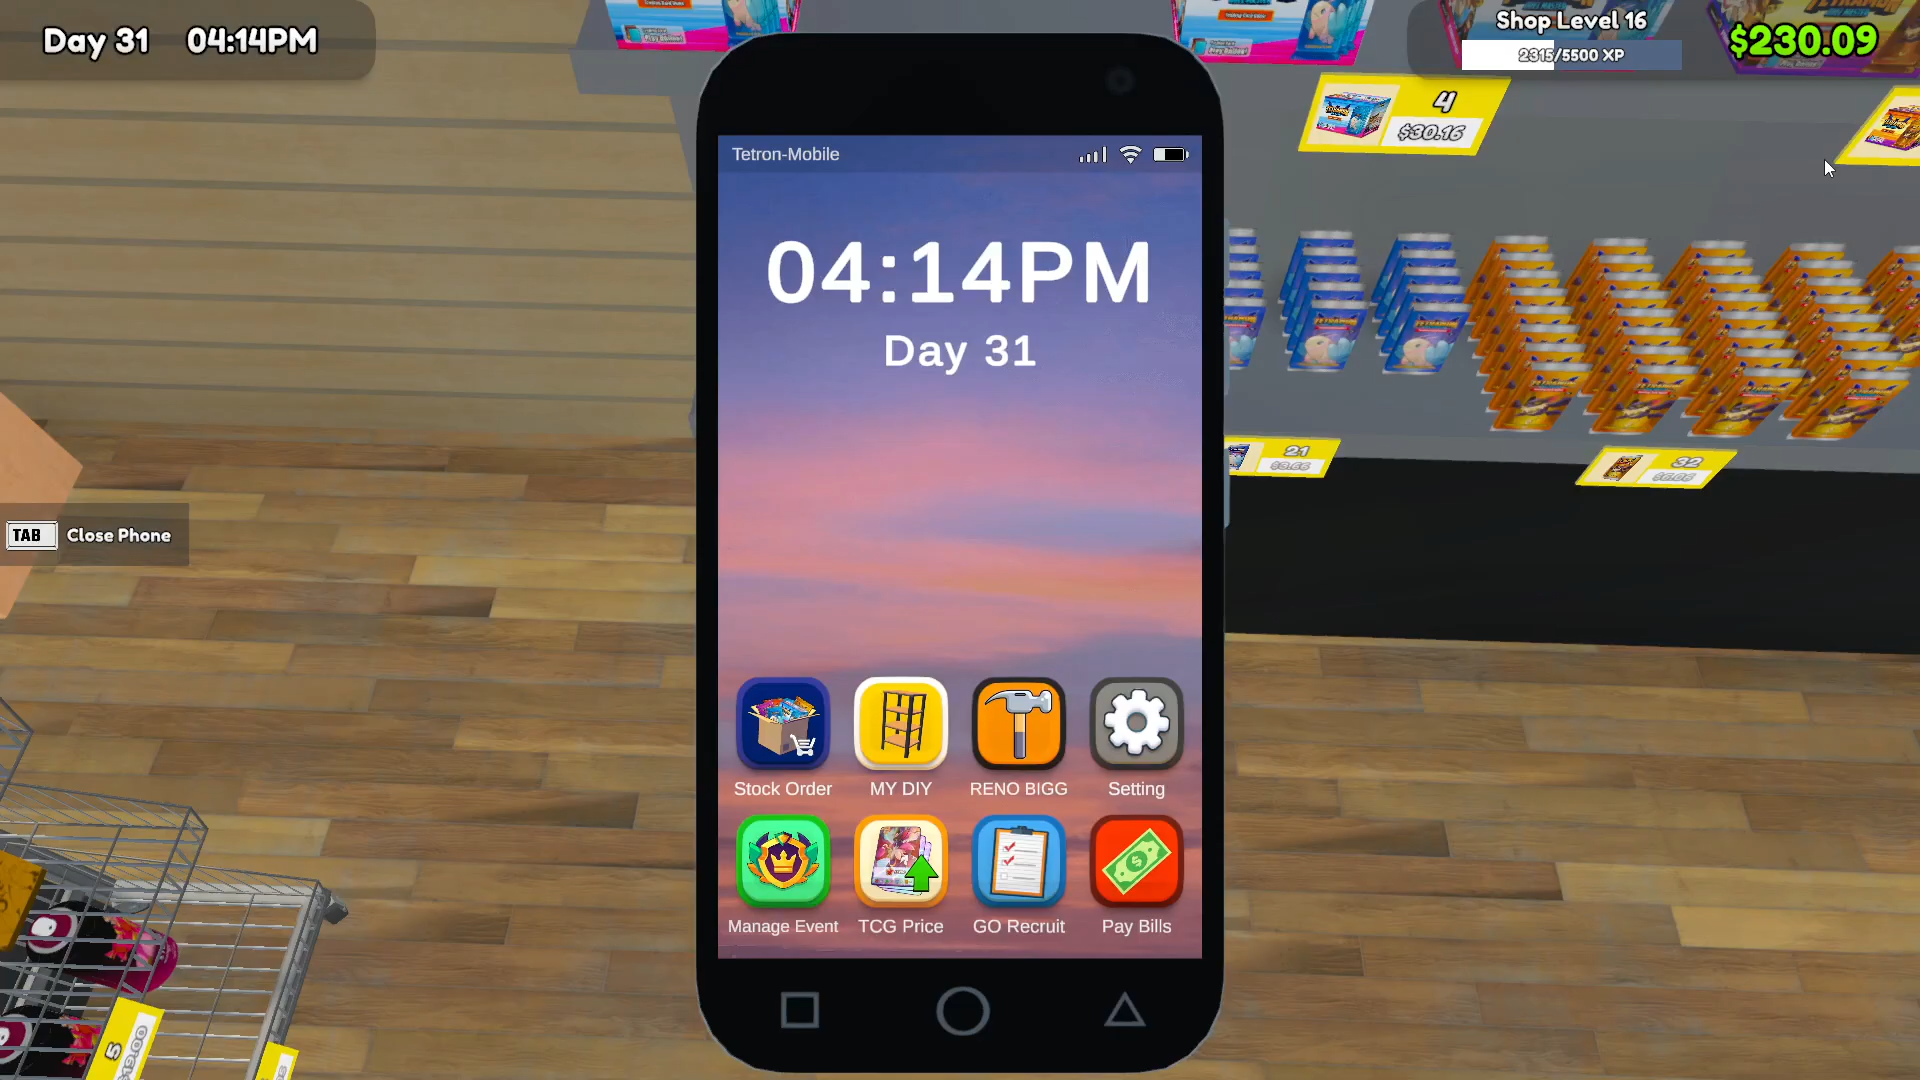 Day 31 04:14PM
Shop Level 16
2315/5500 XP
$230.09
4
$30.16
Tetron-Mobile
04:14PM
Day 31
21
32
TAB Close Phone
Stock Order MY DIY RENO BIGG Setting
Manage Event TCG Price GO Recruit Pay Bills
5